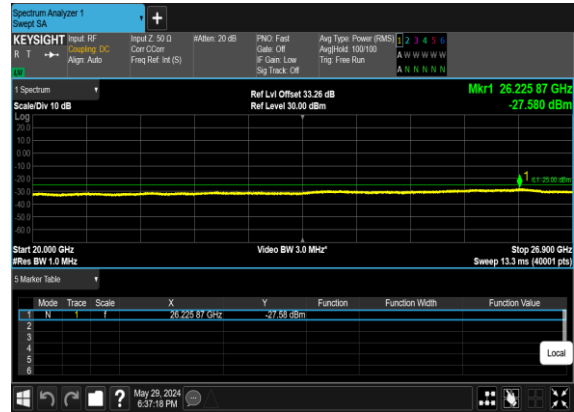 Spectrum Analyzer 1
Swept SA
+
KEYSIGHT Input: RF Input Z: 50 Ω #Atten: 20 dB PNO: Fast Avg Type: Power (RMS) 1 2 3 4 5 6
R T Coupling: DC Corr CCorr Gate: Off Avg|Hold: 100/100 A W W W W W
Align: Auto Freq Ref: Int (S) IF Gain: Low Trig: Free Run
Sig Track: Off A N N N N N
LW
1 Spectrum Ref Lvl Offset 33.26 dB Mkr1 26.225 87 GHz
Scale/Div 10 dB Ref Level 30.00 dBm -27.580 dBm
Log
20.0
10.0
0.00
-10.0
-20.0 1 -25.00 dBm
-30.0
-40.0
-50.0
-60.0
Start 20.000 GHz Video BW 3.0 MHz* Stop 26.900 GHz
#Res BW 1.0 MHz Sweep 13.3 ms (40001 pts)
5 Marker Table
Mode Trace Scale X Y Function Function Width Function Value
1 N 1 f 26.225 87 GHz -27.58 dBm
2
3
4
5
6
Local
? May 29, 2024
6:37:18 PM